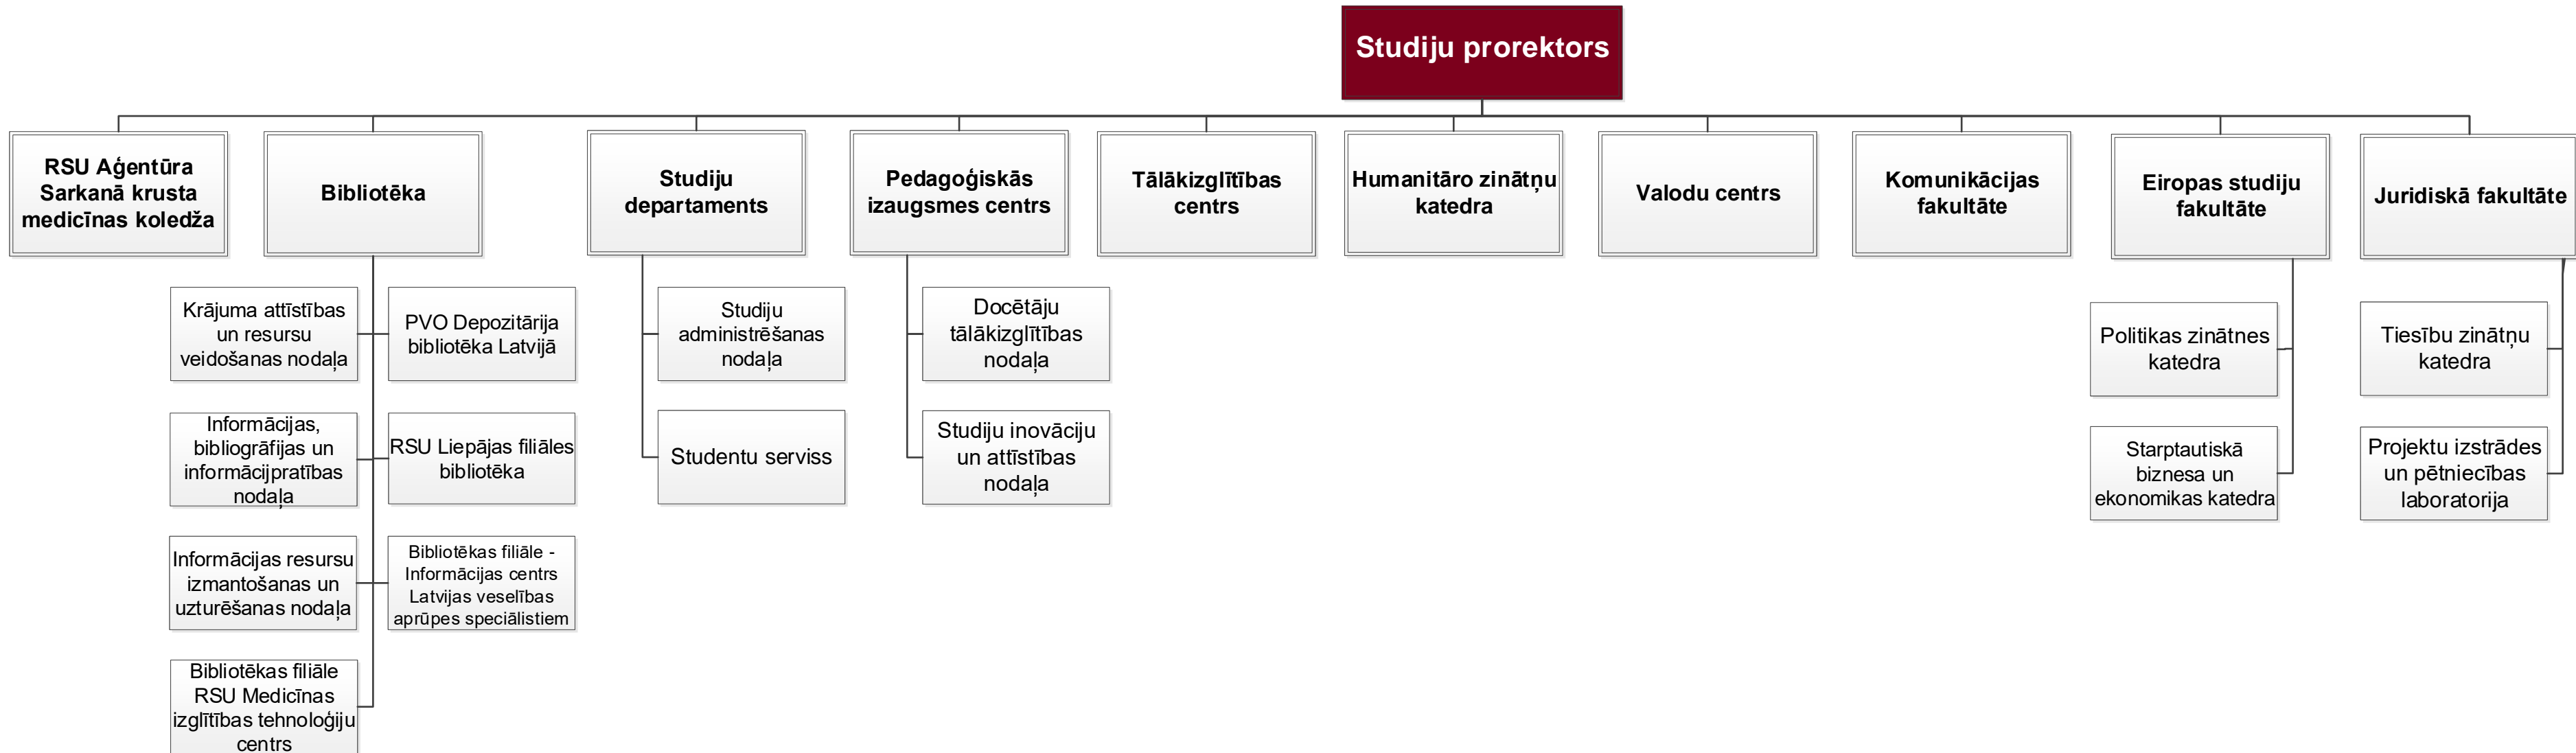 Studiju prorektors
RSU Aģentūra
Sarkanā krusta
medicīnas koledža
Bibliotēka
Studiju
departaments
Pedagoģiskās
izaugsmes centrs
Tālākizglītības
centrs
Humanitāro zinātņu
katedra
Valodu centrs
Komunikācijas
fakultāte
Eiropas studiju
fakultāte
Juridiskā fakultāte
Krājuma attīstības
un resursu
veidošanas nodaļa
PVO Depozitārija
bibliotēka Latvijā
Informācijas,
bibliogrāfijas un
informācijpratības
nodaļa
RSU Liepājas filiāles
bibliotēka
Informācijas resursu
izmantošanas un
uzturēšanas nodaļa
Bibliotēkas filiāle -
Informācijas centrs
Latvijas veselības
aprūpes speciālistiem
Bibliotēkas filiāle
RSU Medicīnas
izglītības tehnoloģiju
centrs
Studiju
administrēšanas
nodaļa
Studentu serviss
Docētāju
tālākizglītības
nodaļa
Studiju inovāciju
un attīstības
nodaļa
Politikas zinātnes
katedra
Starptautiskā
biznesa un
ekonomikas katedra
Tiesību zinātņu
katedra
Projektu izstrādes
un pētniecības
laboratorija